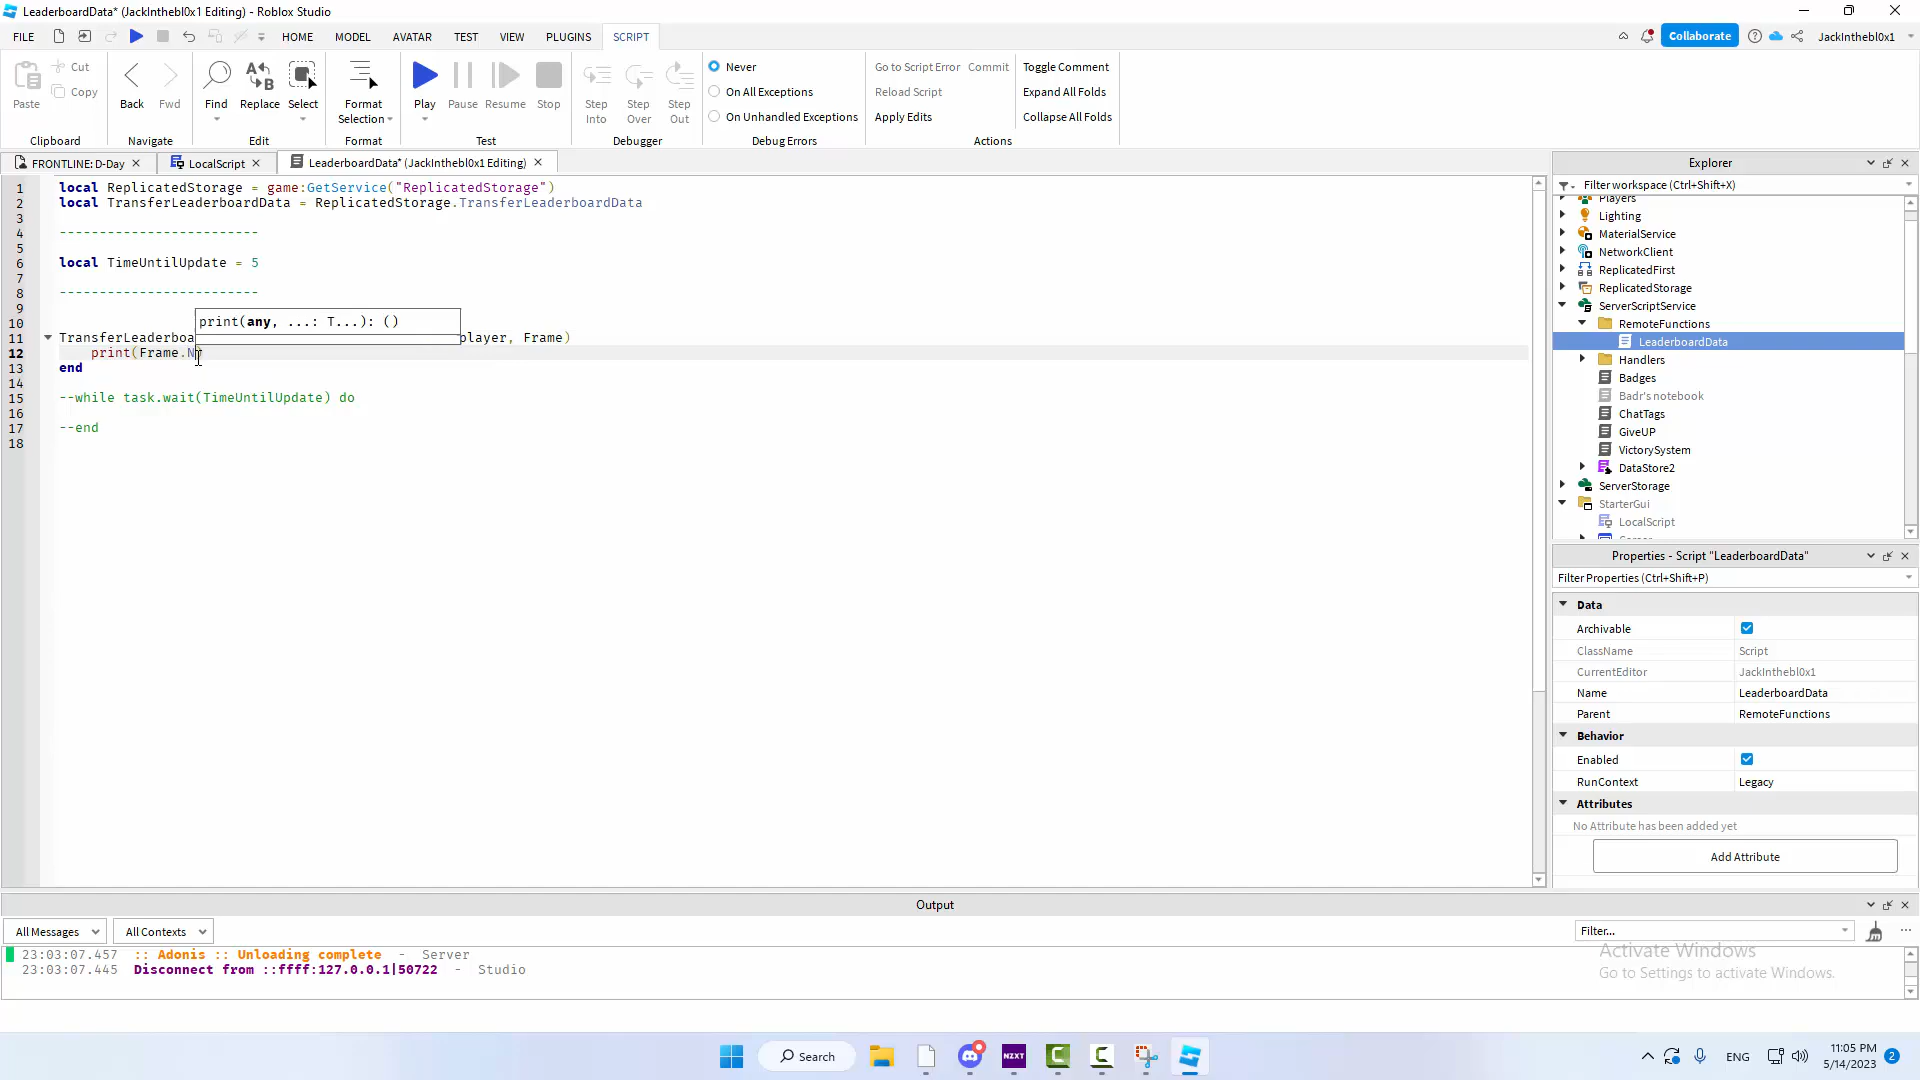 LeaderboardData* (JackInthebl0x1 Editing) - Roblox Studio
FILE HOME MODEL AVATAR TEST VIEW PLUGINS SCRIPT Collaborate JackInthebl0x1
Paste Cut Copy Back Fwd Find Replace Select Format Selection Play Pause Resume Stop Step Into Step Over Step Out
Never
On All Exceptions
On Unhandled Exceptions
Go to Script Error Commit
Reload Script
Apply Edits
Toggle Comment
Expand All Folds
Collapse All Folds
Clipboard Navigate Edit Format Test Debugger Debug Errors Actions
FRONTLINE: D-Day LocalScript LeaderboardData* (JackInthebl0x1 Editing)
1 local ReplicatedStorage = game:GetService("ReplicatedStorage")
2 local TransferLeaderboardData = ReplicatedStorage.TransferLeaderboardData
3
4 -------------------------
5
6 local TimeUntilUpdate = 5
7
8 -------------------------
9
10
print(any, ...: T...): ()
11 TransferLeaderboa player, Frame)
12 print(Frame.N)
13 end
14
15 --while task.wait(TimeUntilUpdate) do
16
17 --end
18
Explorer
Filter workspace (Ctrl+Shift+X)
Players
Lighting
MaterialService
NetworkClient
ReplicatedFirst
ReplicatedStorage
ServerScriptService
RemoteFunctions
LeaderboardData
Handlers
Badges
Badr's notebook
ChatTags
GiveUP
VictorySystem
DataStore2
ServerStorage
StarterGui
LocalScript
Properties - Script "LeaderboardData"
Filter Properties (Ctrl+Shift+P)
Data
Archivable
ClassName Script
CurrentEditor JackInthebl0x1
Name LeaderboardData
Parent RemoteFunctions
Behavior
Enabled
RunContext Legacy
Attributes
No Attribute has been added yet
Add Attribute
Output
All Messages All Contexts Filter...
23:03:07.457 :: Adonis :: Unloading complete - Server
23:03:07.445 Disconnect from ::ffff:127.0.0.1|50722 - Studio
Activate Windows
Go to Settings to activate Windows.
Search
NZXT
ENG
11:05 PM
5/14/2023
2